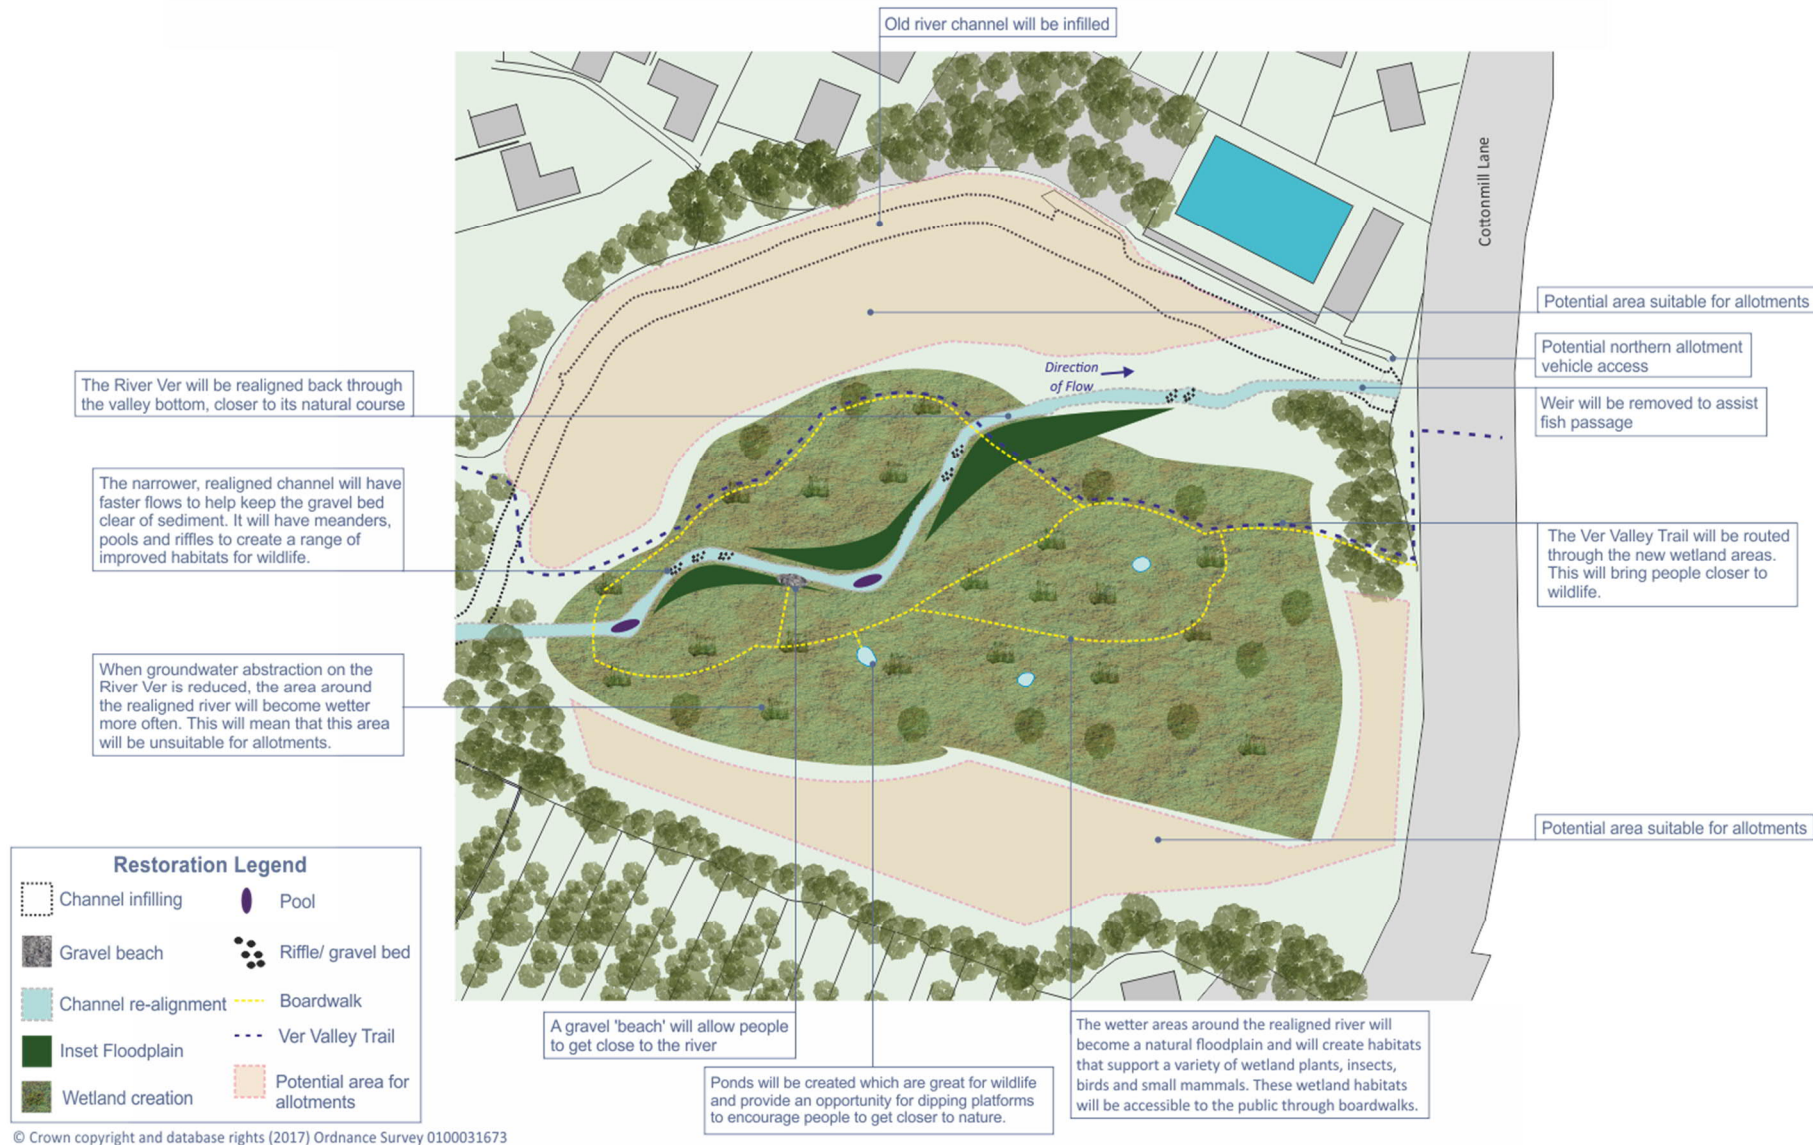 Old river channel will be infilled
Cottonmill Lane
Potential area suitable for allotments
Potential northern allotment
vehicle access
Direction
of Flow
The River Ver will be realigned back through
the valley bottom, closer to its natural course
Weir will be removed to assist
fish passage
The narrower, realigned channel will have
faster flows to help keep the gravel bed
clear of sediment. It will have meanders,
pools and riffles to create a range of
improved habitats for wildlife.
The Ver Valley Trail will be routed
through the new wetland areas.
This will bring people closer to
wildlife.
When groundwater abstraction on the
River Ver is reduced, the area around
the realigned river will become wetter
more often. This will mean that this area
will be unsuitable for allotments.
Potential area suitable for allotments
Restoration Legend
Channel infilling
Pool
Gravel beach
Riffle/ gravel bed
Channel re-alignment
Boardwalk
Inset Floodplain
Ver Valley Trail
Wetland creation
Potential area for
allotments
A gravel 'beach' will allow people
to get close to the river
Ponds will be created which are great for wildlife
and provide an opportunity for dipping platforms
to encourage people to get closer to nature.
The wetter areas around the realigned river will
become a natural floodplain and will create habitats
that support a variety of wetland plants, insects,
birds and small mammals. These wetland habitats
will be accessible to the public through boardwalks.
© Crown copyright and database rights (2017) Ordnance Survey 0100031673